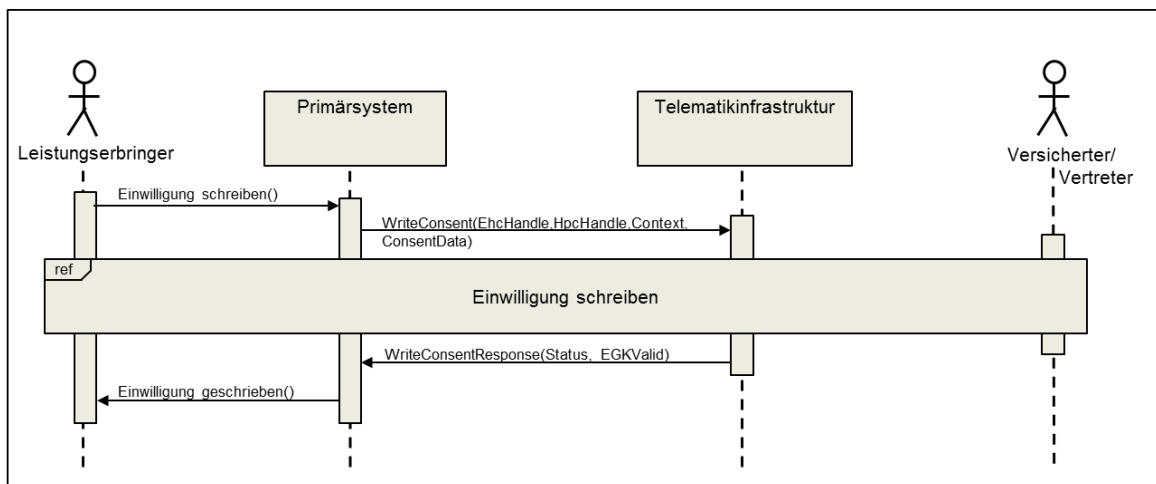 Primärsystem
Telematikinfrastruktur
Leistungserbringer
Versicherter/
Vertreter
Einwilligung schreiben()
WriteConsent(EhcHandle,HpcHandle,Context,
ConsentData)
ref
Einwilligung schreiben
WriteConsentResponse(Status, EGKValid)
Einwilligung geschrieben()